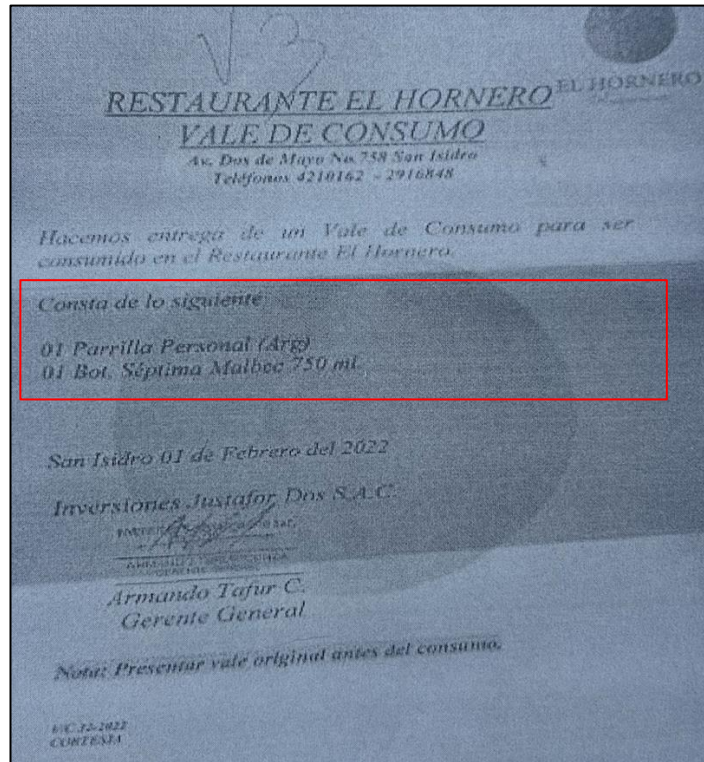 V 3
EL HORNERO
RESTAURANTE EL HORNERO
VALE DE CONSUMO
Av. Dos de Mayo No. 758 San Isidro
Teléfonos 4210162 - 2916848
Hacemos entrega de un Vale de Consumo para ser
consumido en el Restaurante El Hornero.
Consta de lo siguiente
01 Parrilla Personal (Arg)
01 Bot. Séptima Malbec 750 ml.
San Isidro 01 de Febrero del 2022
Inversiones Justafor Dos S.A.C.
Armando Tafur C.
Gerente General
Nota: Presentar vale original antes del consumo.
V/C 32-2022
CORTESIA